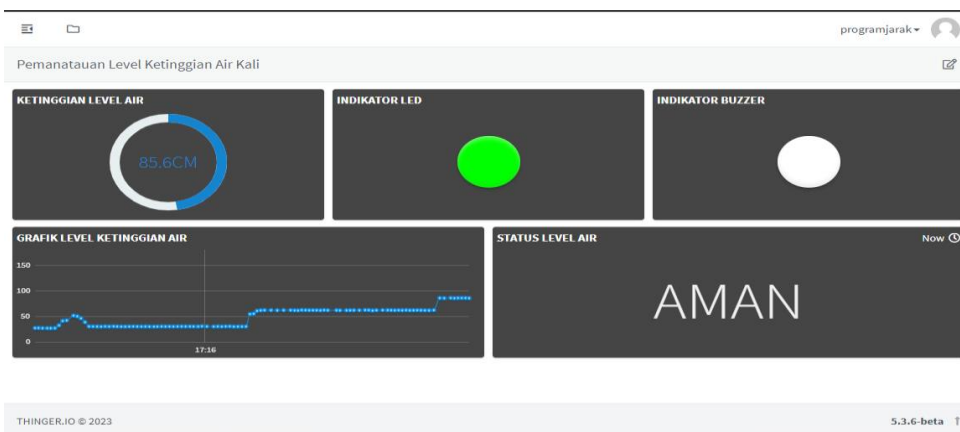 programjarak
Pemanatauan Level Ketinggian Air Kali
KETINGGIAN LEVEL AIR
85.6CM
INDIKATOR LED
INDIKATOR BUZZER
GRAFIK LEVEL KETINGGIAN AIR
150
100
50
0
17:16
STATUS LEVEL AIR
Now
AMAN
THINGER.IO © 2023
5.3.6-beta